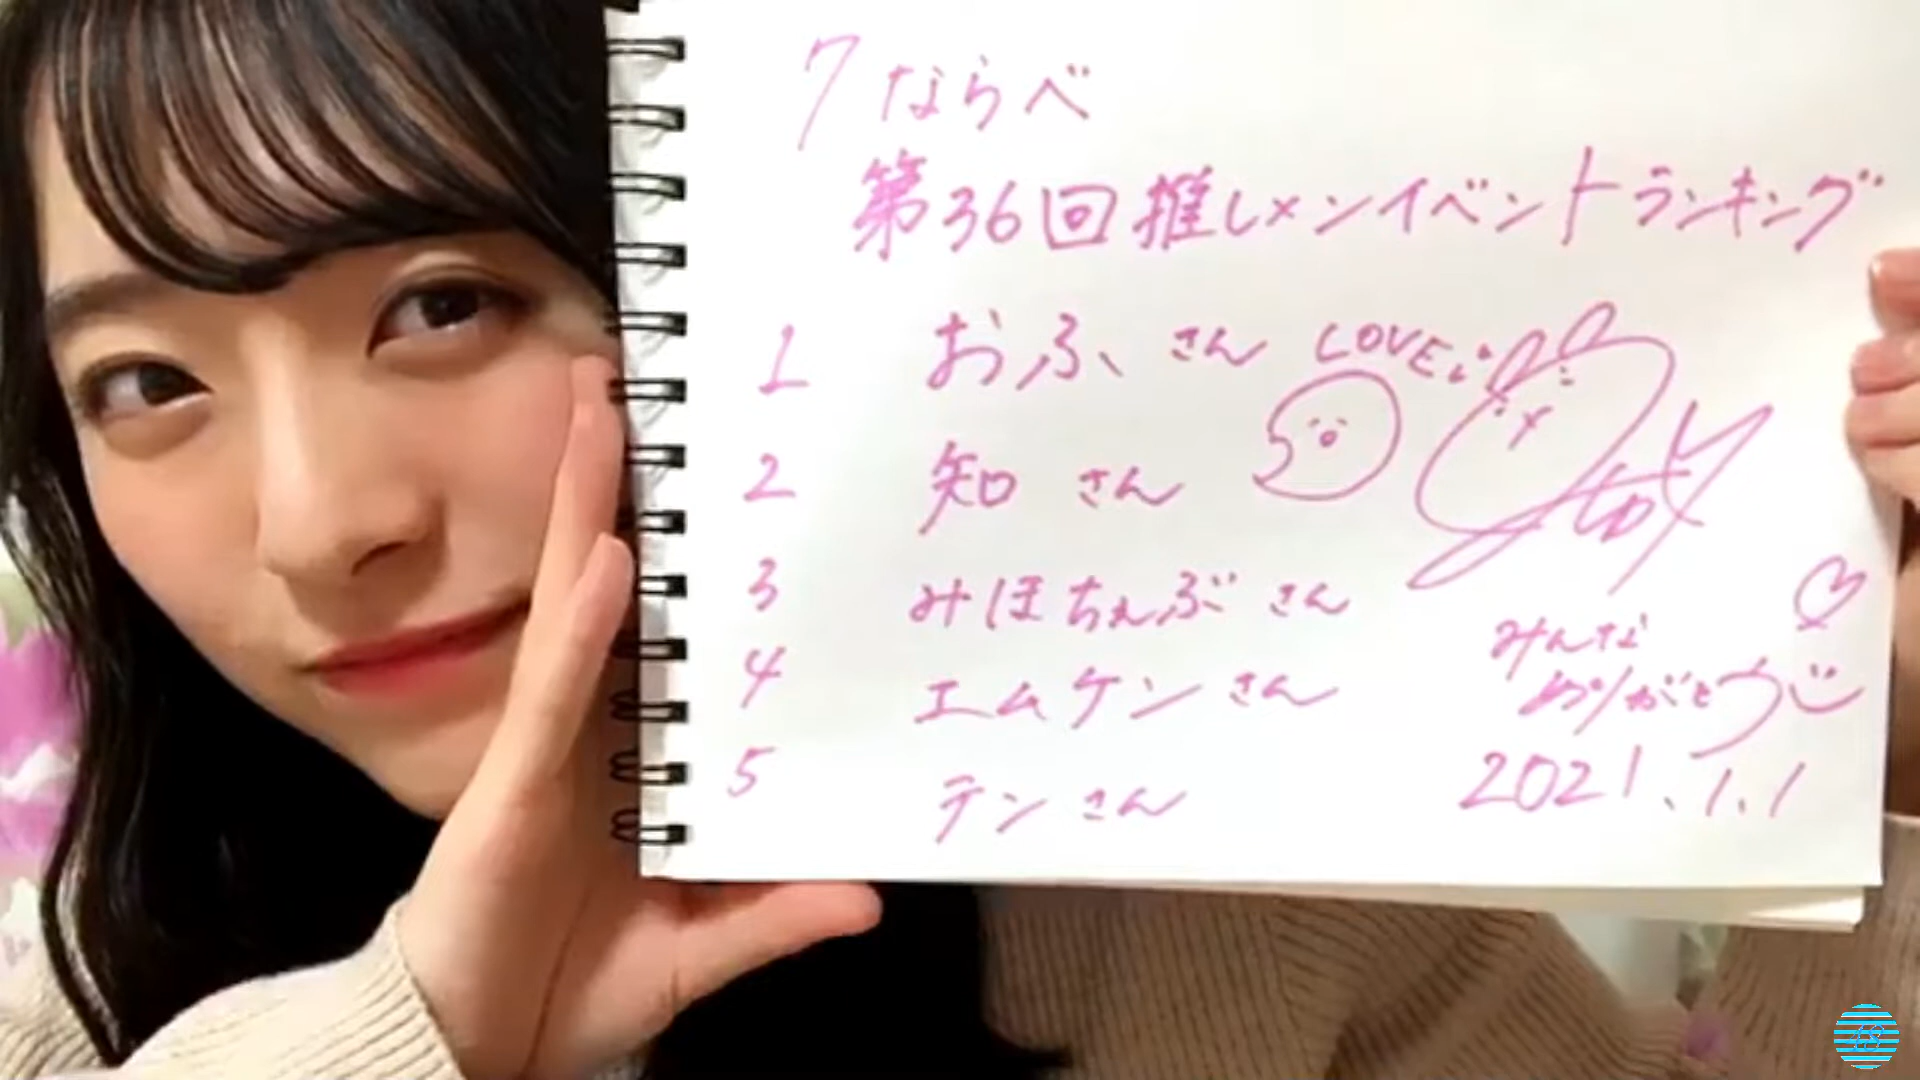 7ならべ
第36回推しメンイベントランキング
1 おふ、さん LOVE
2 知さん
3 みほちぇぶさん
4 エムケンさん
5 テンさん
みんな
ありがとう
2021.1.1